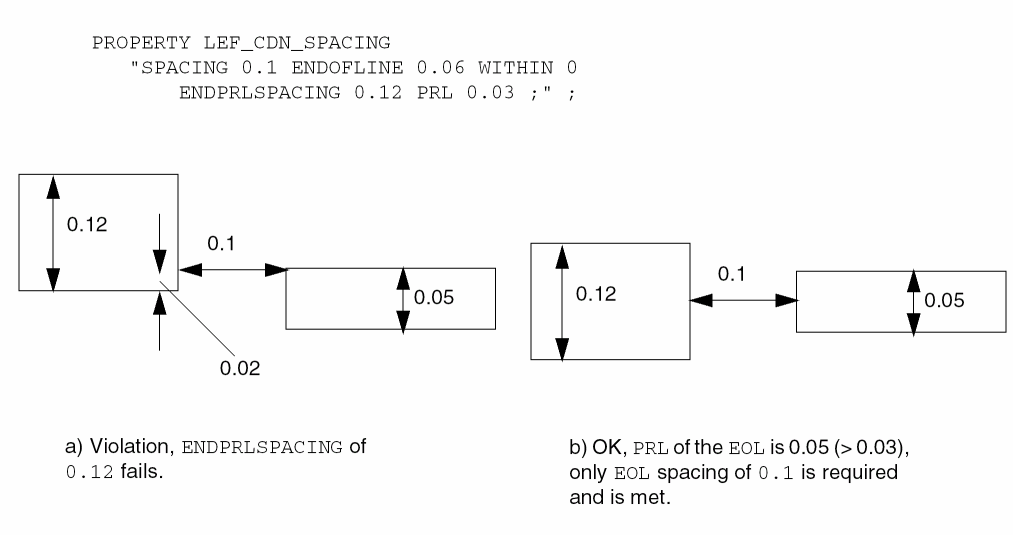 PROPERTY LEF_CDN_SPACING
"SPACING 0.1 ENDOFLINE 0.06 WITHIN 0
ENDPRLSPACING 0.12 PRL 0.03 ;" ;
0.12
0.1
0.05
0.02
0.12
0.1
0.05
a) Violation, ENDPRLSPACING of
0.12 fails.
b) OK, PRL of the EOL is 0.05 (> 0.03),
only EOL spacing of 0.1 is required
and is met.